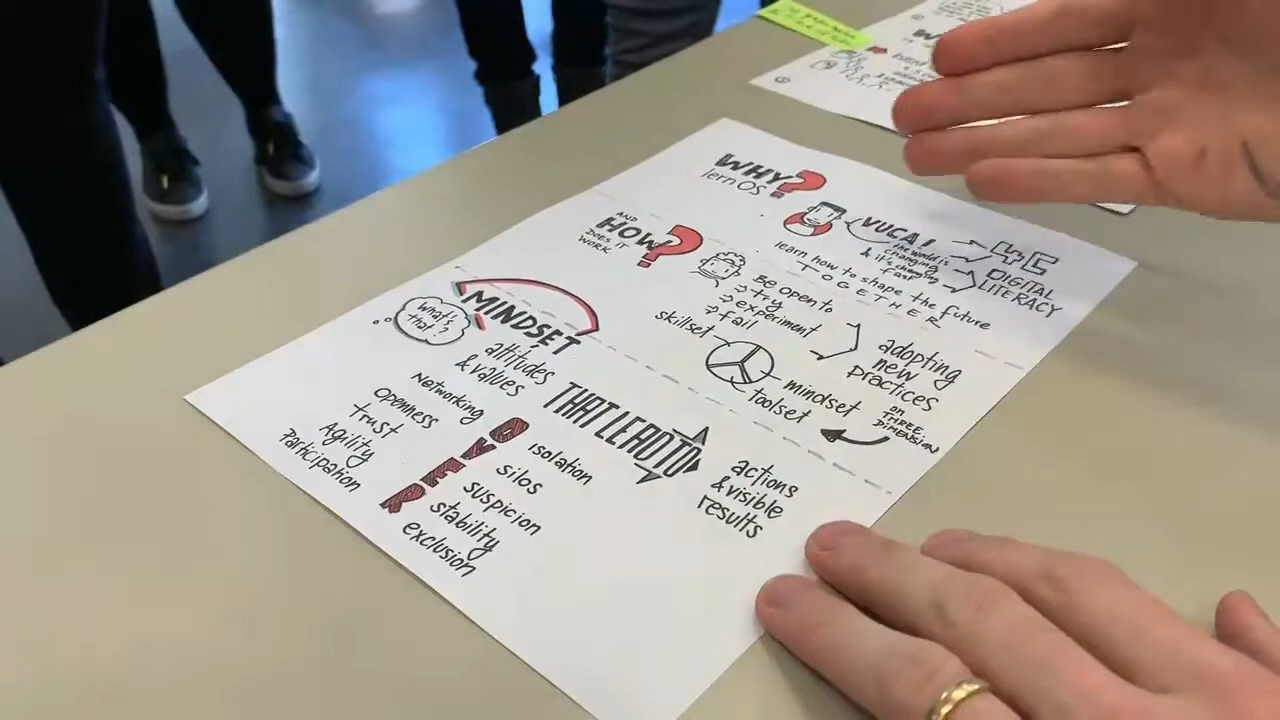 WHY?
lernOS
VUCA!
the world is
changing
& it's changing
fast
4C
DIGITAL
LITERACY
learn how to shape the future
TOGETHER
AND
HOW?
DOES IT
WORK
Be open to
→ Try
→ experiment
→ fail
adopting
new
practices
on
THREE
DIMENSION
skillset
mindset
toolset
MINDSET
what's
that?
attitudes
& values
THAT LEAD TO
actions
& visible
results
Networking
Openness
trust
Agility
Participation
OVER
isolation
silos
suspicion
stability
exclusion